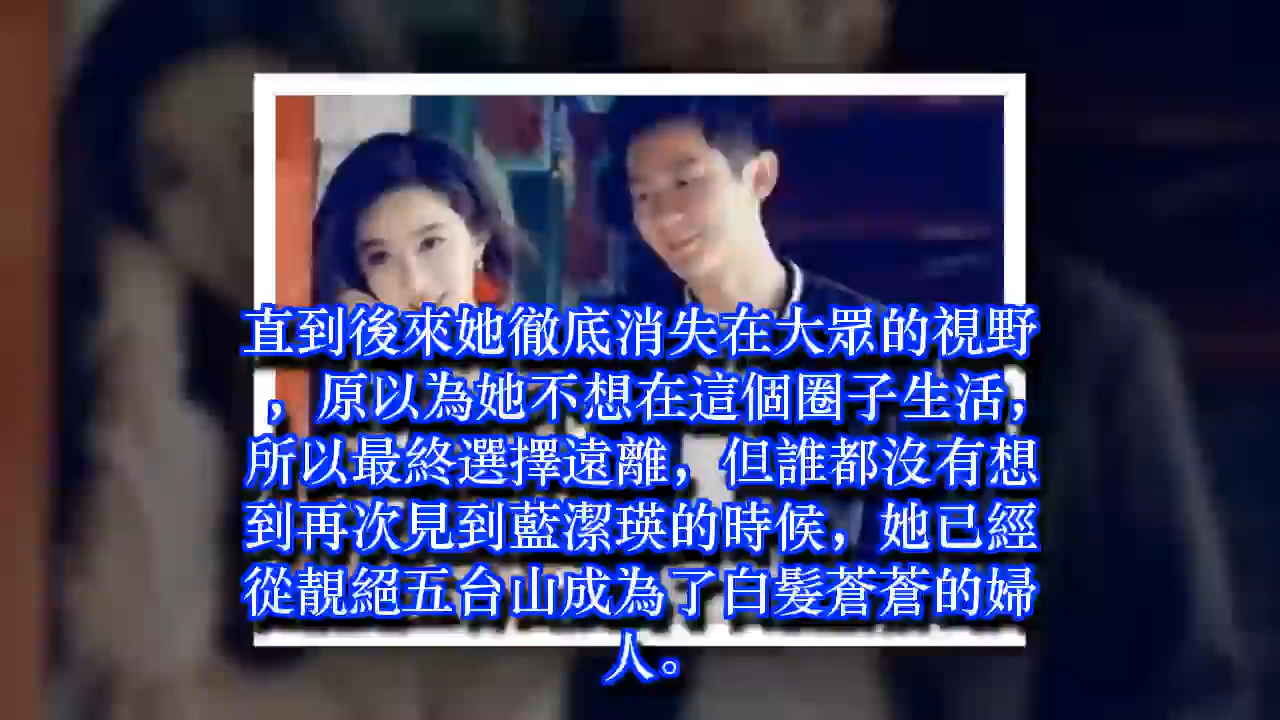 直到後來她徹底消失在大眾的視野
，原以為她不想在這個圈子生活，
所以最終選擇遠離，但誰都沒有想
到再次見到藍潔瑛的時候，她已經
從靚絕五台山成為了白髮蒼蒼的婦
人。